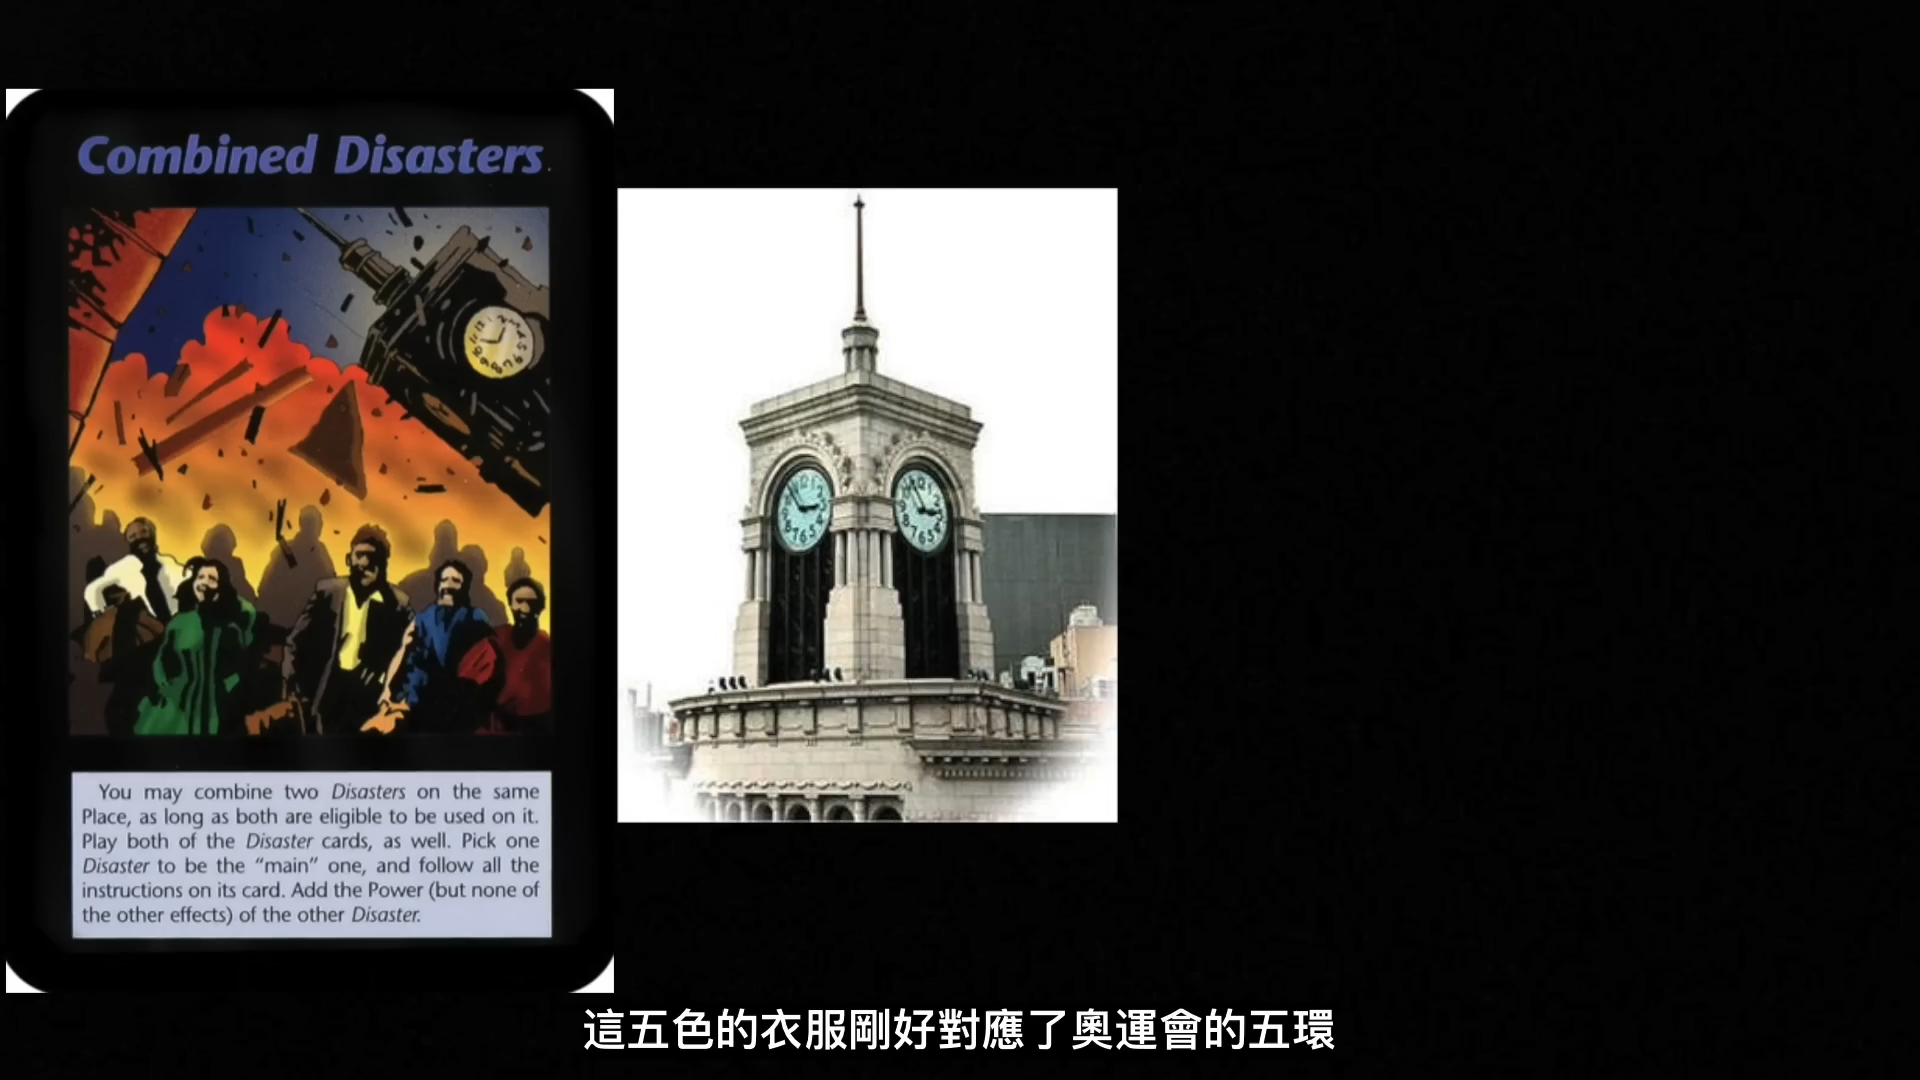 Combined Disasters
You may combine two Disasters on the same
Place, as long as both are eligible to be used on it.
Play both of the Disaster cards, as well. Pick one
Disaster to be the “main” one, and follow all the
instructions on its card. Add the Power (but none of
the other effects) of the other Disaster.
這五色的衣服剛好對應了奧運會的五環